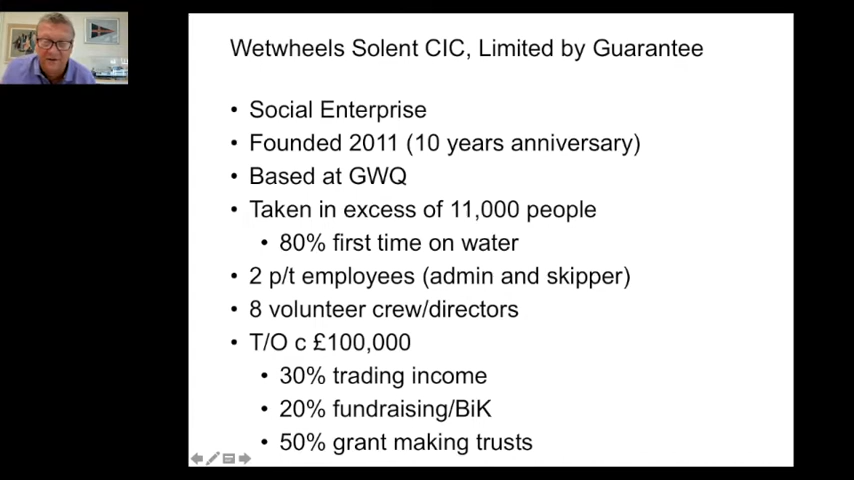 Wetwheels Solent CIC, Limited by Guarantee
• Social Enterprise
• Founded 2011 (10 years anniversary)
• Based at GWQ
• Taken in excess of 11,000 people
• 80% first time on water
• 2 p/t employees (admin and skipper)
• 8 volunteer crew/directors
• T/O c £100,000
• 30% trading income
• 20% fundraising/BiK
• 50% grant making trusts